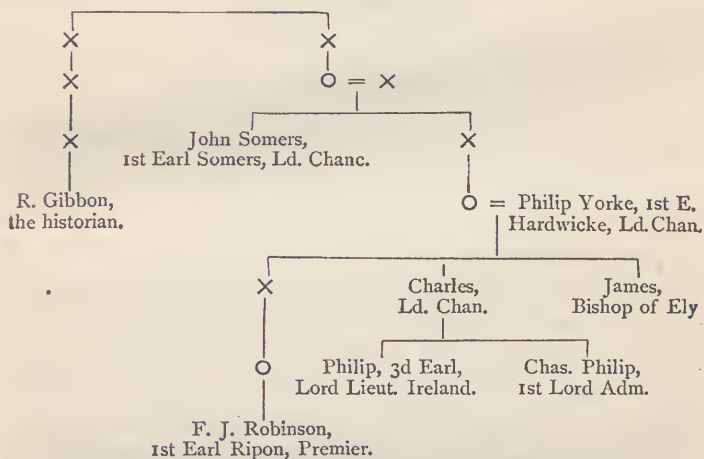 John Somers,
1st Earl Somers, Ld. Chanc.
R. Gibbon,
the historian.
Philip Yorke, 1st E.
Hardwicke, Ld. Chan.
Charles,
Ld. Chan.
James,
Bishop of Ely
Philip, 3d Earl,
Lord Lieut. Ireland.
Chas. Philip,
1st Lord Adm.
F. J. Robinson,
1st Earl Ripon, Premier.